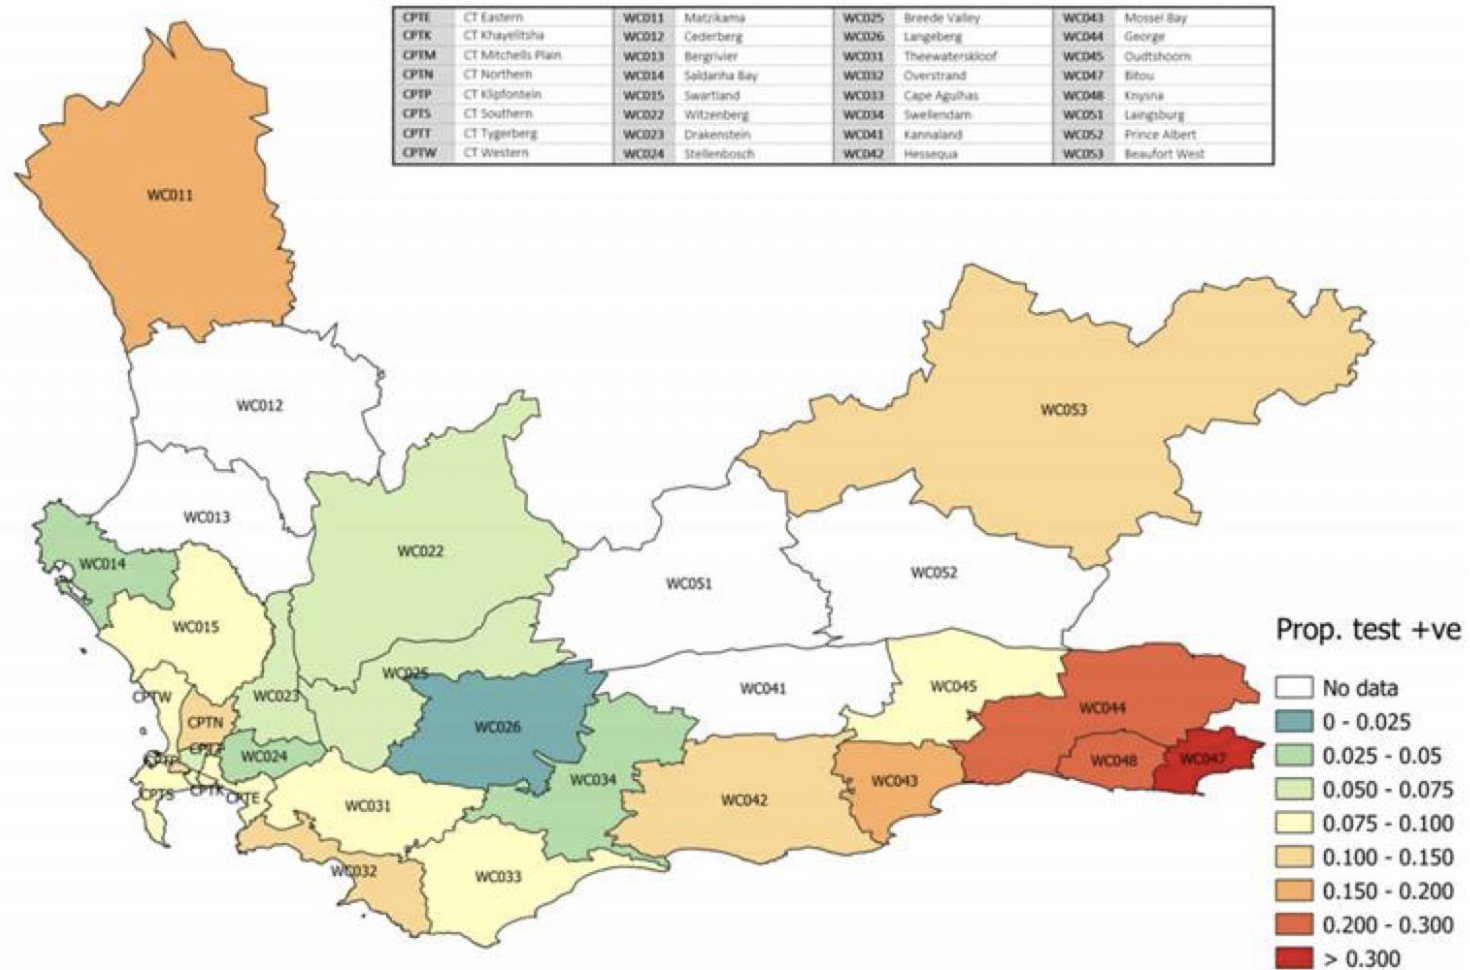 CPTE CT Eastern WC011 Matzikama WC025 Breede Valley WC043 Mossel Bay
CPTK CT Khayelitsha WC012 Cederberg WC026 Langeberg WC044 George
CPTM CT Mitchells Plain WC013 Bergrivier WC031 Theewaterskloof WC045 Oudtshoorn
CPTN CT Northern WC014 Saldanha Bay WC032 Overstrand WC047 Bitou
CPTP CT Klipfontein WC015 Swartland WC033 Cape Agulhas WC048 Knysna
CPTS CT Southern WC022 Witzenberg WC034 Swellendam WC051 Laingsburg
CPTT CT Tygerberg WC023 Drakenstein WC041 Kannaland WC052 Prince Albert
CPTW CT Western WC024 Stellenbosch WC042 Hessequa WC053 Beaufort West
WC011
WC012
WC053
WC013
WC022
WC014
WC052
WC051
WC015
WC025
WC045
WC041
WC023
CPTW
WC044
CPTN
WC026
WC024
WC048
WC047
WC034
WC043
CPTS
CPTK
CPTE
WC042
WC031
WC032
WC033
Prop. test +ve
No data
0 - 0.025
0.025 - 0.05
0.050 - 0.075
0.075 - 0.100
0.100 - 0.150
0.150 - 0.200
0.200 - 0.300
> 0.300